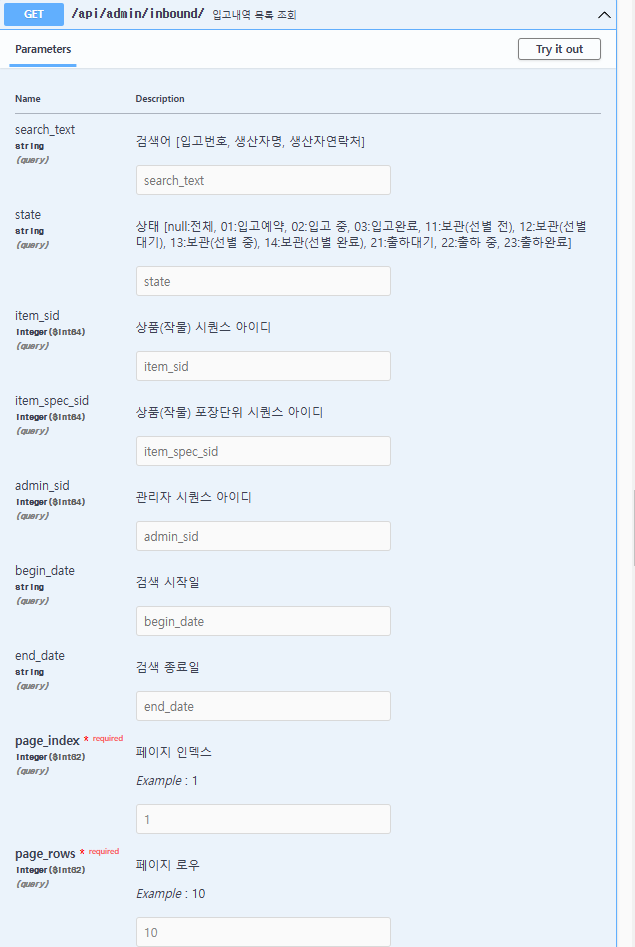 GET /api/admin/inbound/ 입고내역 목록 조회
Parameters
Try it out
Name Description
search_text
string
(query)
검색어 [입고번호, 생산자명, 생산자연락처]
search_text
state
string
(query)
상태 [null:전체, 01:입고예약, 02:입고 중, 03:입고완료, 11:보관(선별 전), 12:보관(선별
대기), 13:보관(선별 중), 14:보관(선별 완료), 21:출하대기, 22:출하 중, 23:출하완료]
state
item_sid
integer($int64)
(query)
상품(작물) 시퀀스 아이디
item_sid
item_spec_sid
integer($int64)
(query)
상품(작물) 포장단위 시퀀스 아이디
item_spec_sid
admin_sid
integer($int64)
(query)
관리자 시퀀스 아이디
admin_sid
begin_date
string
(query)
검색 시작일
begin_date
end_date
string
(query)
검색 종료일
end_date
page_index * required
integer($int32)
(query)
페이지 인덱스
Example : 1
1
page_rows * required
integer($int32)
(query)
페이지 로우
Example : 10
10